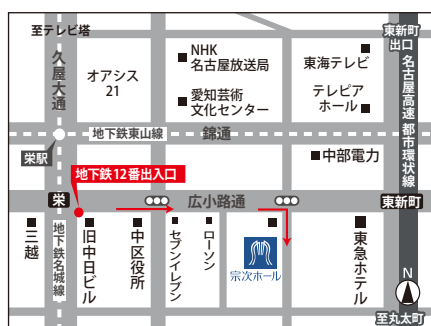 至テレビ塔
東新町
出口
久屋大通
オアシス
21
NHK
名古屋放送局
愛知芸術
文化センター
東海テレビ
テレピア
ホール
名古屋高速 都市環状線
地下鉄東山線
錦通
栄駅
中部電力
地下鉄12番出入口
栄
広小路通
東新町
三越
地下鉄名城線
旧中日ビル
中区役所
セブンイレブン
ローソン
宗次ホール
東急ホテル
N
至丸太町